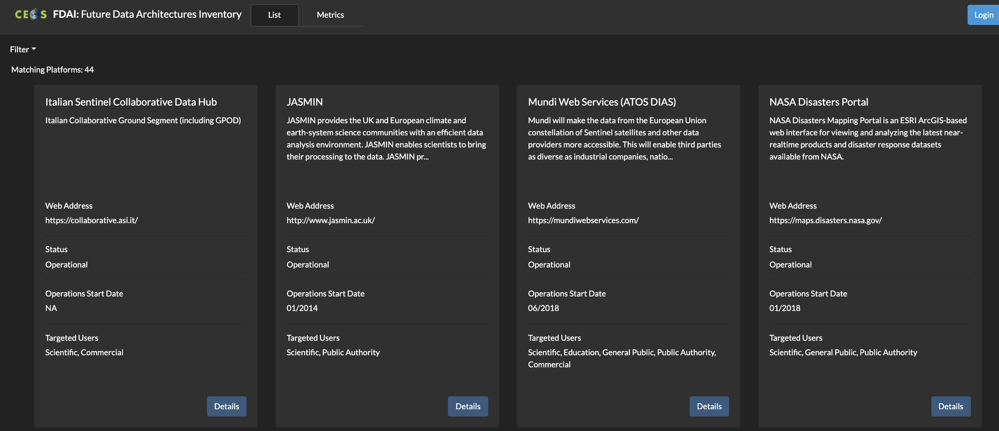 CEOS FDAI: Future Data Architectures Inventory
List
Metrics
Login
Filter
Matching Platforms: 44
Italian Sentinel Collaborative Data Hub
Italian Collaborative Ground Segment (including GPOD)
Web Address
https://collaborative.asi.it/
Status
Operational
Operations Start Date
NA
Targeted Users
Scientific, Commercial
Details
JASMIN
JASMIN provides the UK and European climate and
earth-system science communities with an efficient data
analysis environment. JASMIN enables scientists to bring
their processing to the data. JASMIN pr...
Web Address
http://www.jasmin.ac.uk/
Status
Operational
Operations Start Date
01/2014
Targeted Users
Scientific, Public Authority
Details
Mundi Web Services (ATOS DIAS)
Mundi will make the data from the European Union
constellation of Sentinel satellites and other data
providers more accessible. This will enable third parties
as diverse as industrial companies, natio...
Web Address
https://mundiwebservices.com/
Status
Operational
Operations Start Date
06/2018
Targeted Users
Scientific, Education, General Public, Public Authority,
Commercial
Details
NASA Disasters Portal
NASA Disasters Mapping Portal is an ESRI ArcGIS-based
web interface for viewing and analyzing the latest near-
realtime products and disaster response datasets
available from NASA.
Web Address
https://maps.disasters.nasa.gov/
Status
Operational
Operations Start Date
01/2018
Targeted Users
Scientific, General Public, Public Authority
Details